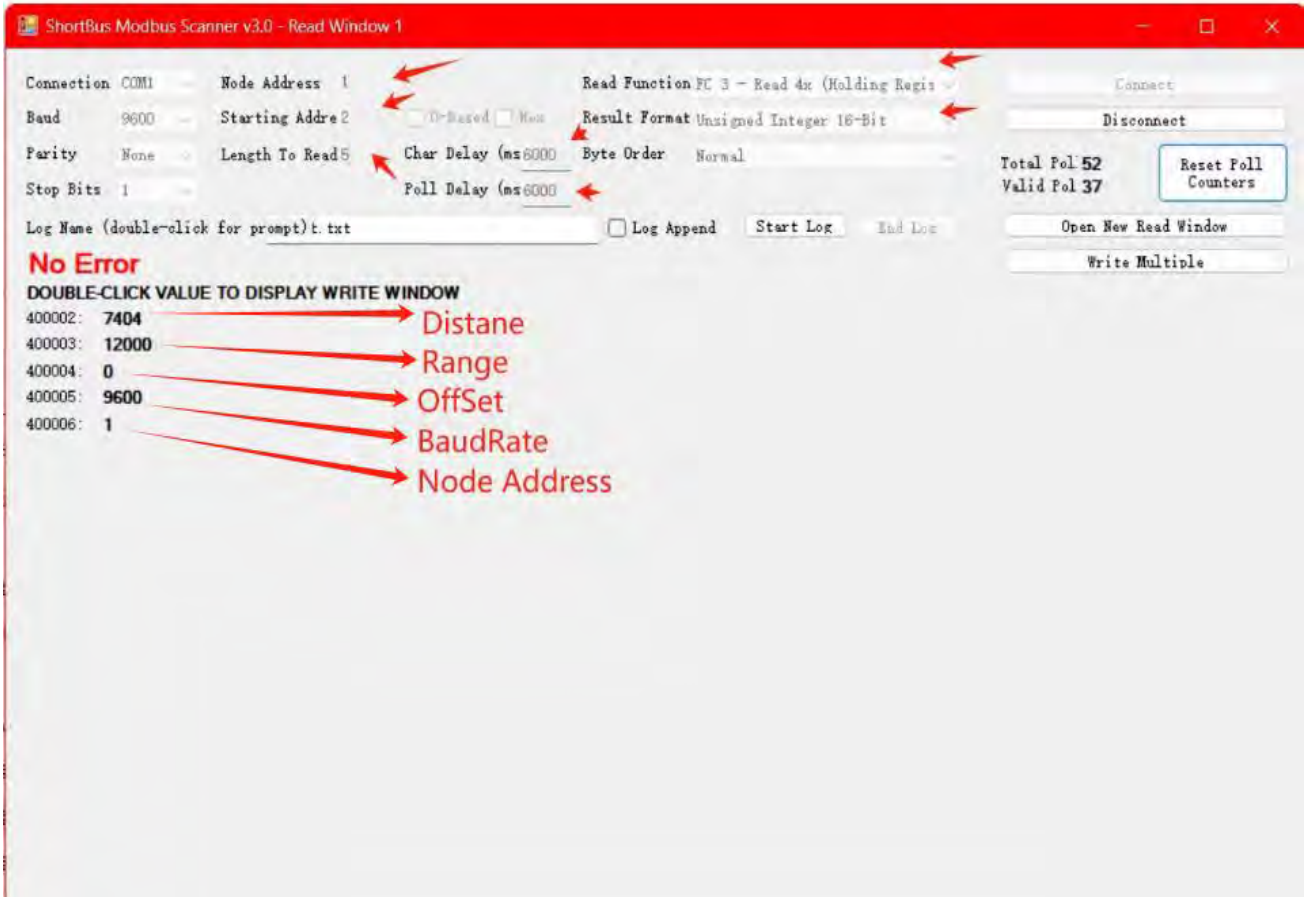 ShortBus Modbus Scanner v3.0 - Read Window 1
Connection COM1 Node Address 1 Read Function FC 3 - Read 4x (Holding Regis Connect
Baud 9600 Starting Addre 2 0-Based Hex Result Format Unsigned Integer 16-Bit Disconnect
Parity None Length To Read 5 Char Delay (ms 6000 Byte Order Normal
Total Pol 52 Reset Poll Counters
Stop Bits 1 Poll Delay (ms 6000 Valid Pol 37
Log Name (double-click for prompt) t.txt Log Append Start Log End Log Open New Read Window
No Error Write Multiple
DOUBLE-CLICK VALUE TO DISPLAY WRITE WINDOW
400002: 7404 Distane
400003: 12000 Range
400004: 0 OffSet
400005: 9600 BaudRate
400006: 1 Node Address